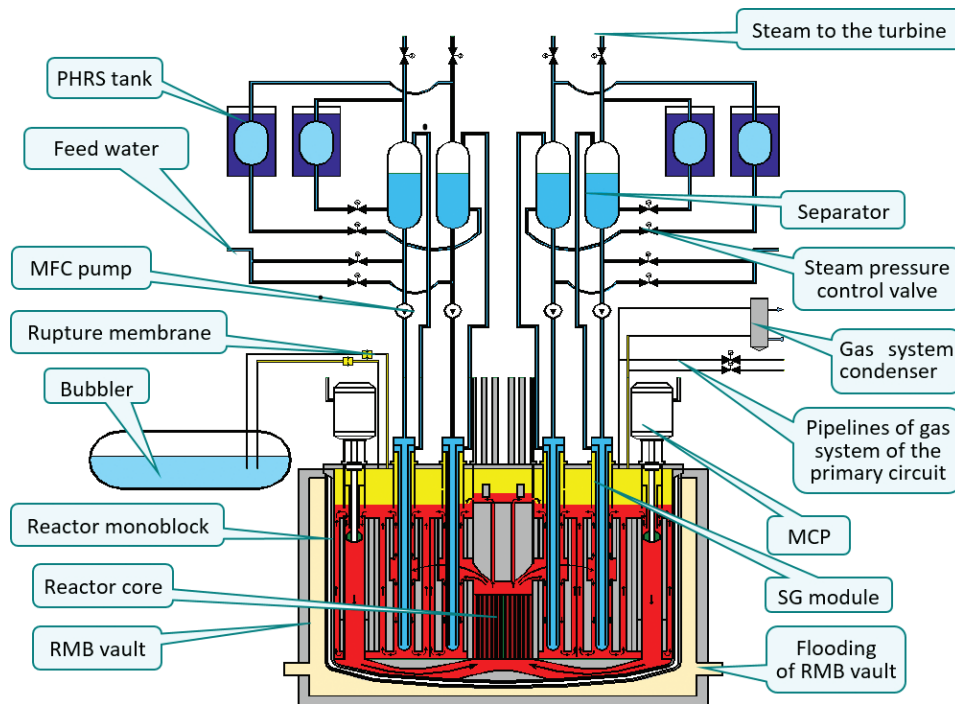 Steam to the turbine
PHRS tank
Feed water
Separator
MFC pump
Steam pressure
control valve
Rupture membrane
Gas system
condenser
Bubbler
Pipelines of gas
system of the
primary circuit
Reactor monoblock
MCP
Reactor core
SG module
RMB vault
Flooding
of RMB vault